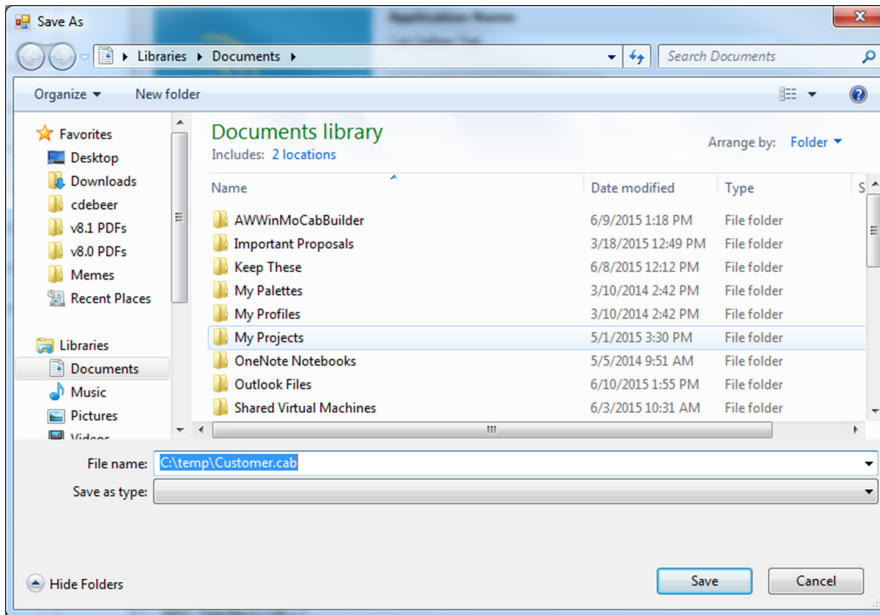 Save As
Application Name
Libraries Documents
Search Documents
Organize New folder
Favorites
Desktop
Downloads
cdebeer
v8.1 PDFs
v8.0 PDFs
Memes
Recent Places
Libraries
Documents
Music
Pictures
Videos
Documents library
Includes: 2 locations
Arrange by: Folder
Name Date modified Type S
AWWinMoCabBuilder 6/9/2015 1:18 PM File folder
Important Proposals 3/18/2015 12:49 PM File folder
Keep These 6/8/2015 12:12 PM File folder
My Palettes 3/10/2014 2:42 PM File folder
My Profiles 3/10/2014 2:42 PM File folder
My Projects 5/1/2015 3:30 PM File folder
OneNote Notebooks 5/5/2014 9:51 AM File folder
Outlook Files 6/10/2015 1:55 PM File folder
Shared Virtual Machines 6/3/2015 10:31 AM File folder
File name: C:\temp\Customer.cab
Save as type:
Hide Folders
Save Cancel